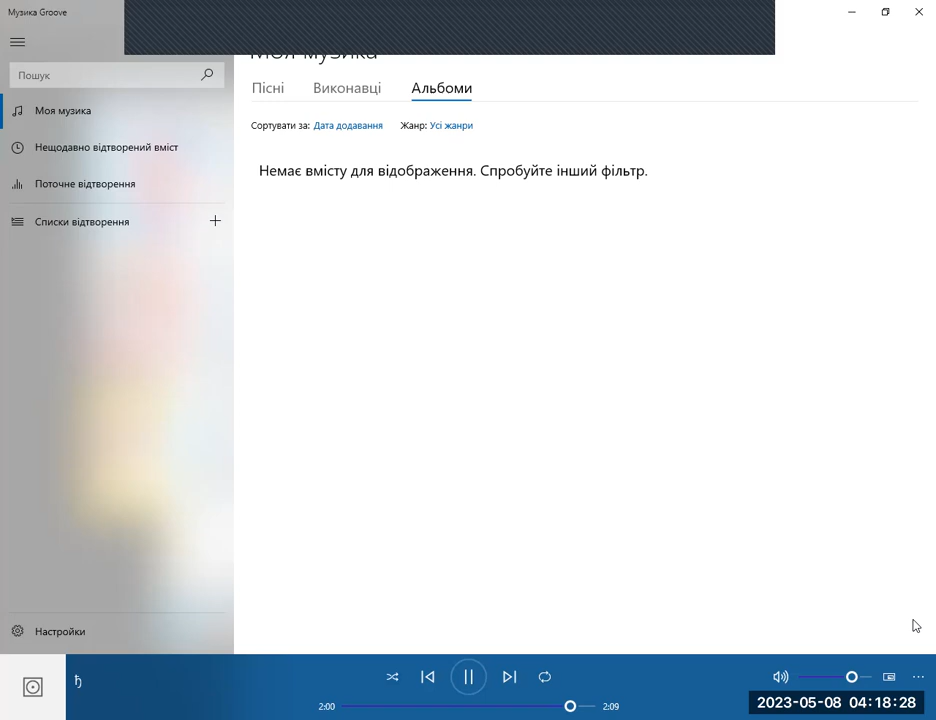 Музика Groove
Моя музика
Пошук
Пісні Виконавці Альбоми
Моя музика
Сортувати за: Дата додавання Жанр: Усі жанри
Нещодавно відтворений вміст
Немає вмісту для відображення. Спробуйте інший фільтр.
Поточне відтворення
Списки відтворення
Настройки
ђ
2:00 2:09
2023-05-08 04:18:28